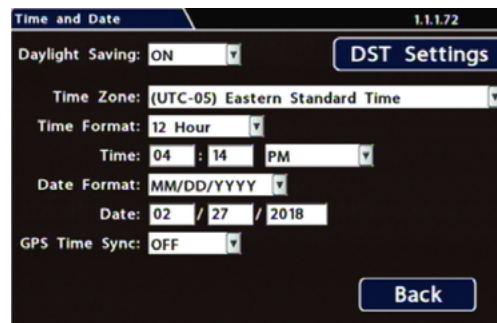 Time and Date 1.1.1.72
Daylight Saving: ON DST Settings
Time Zone: (UTC-05) Eastern Standard Time
Time Format: 12 Hour
Time: 04 : 14 PM
Date Format: MM/DD/YYYY
Date: 02 / 27 / 2018
GPS Time Sync: OFF
Back